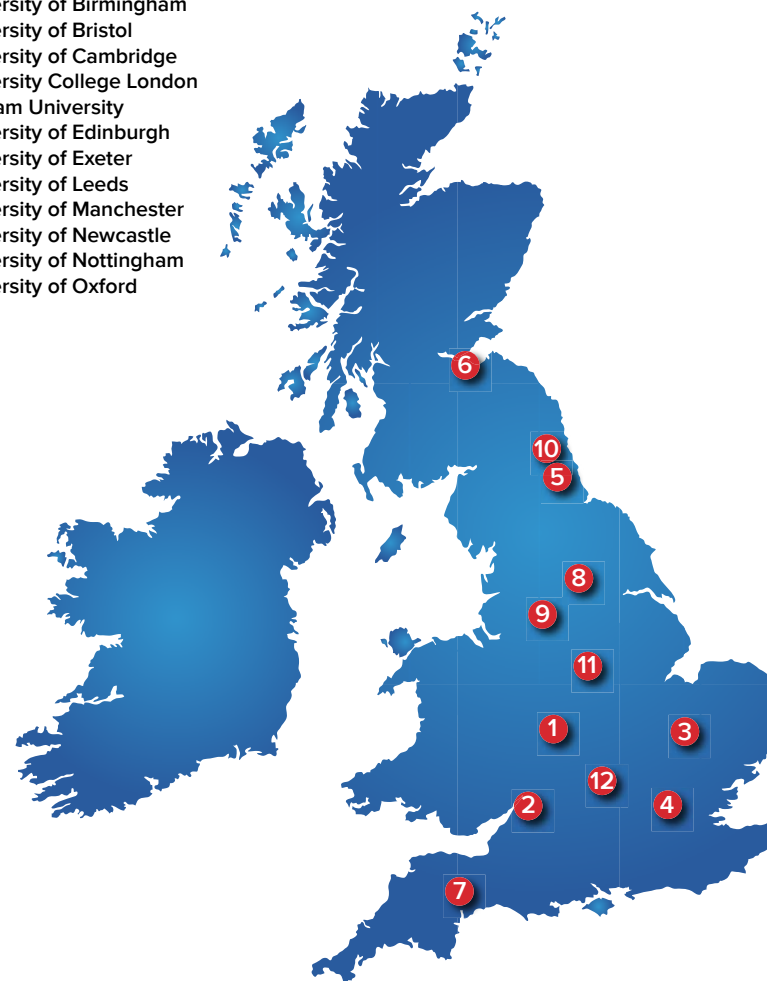 ersity of Birmingham
ersity of Bristol
ersity of Cambridge
ersity College London
am University
ersity of Edinburgh
ersity of Exeter
ersity of Leeds
ersity of Manchester
ersity of Newcastle
ersity of Nottingham
ersity of Oxford
6
10
5
8
9
11
1
3
12
2
4
7